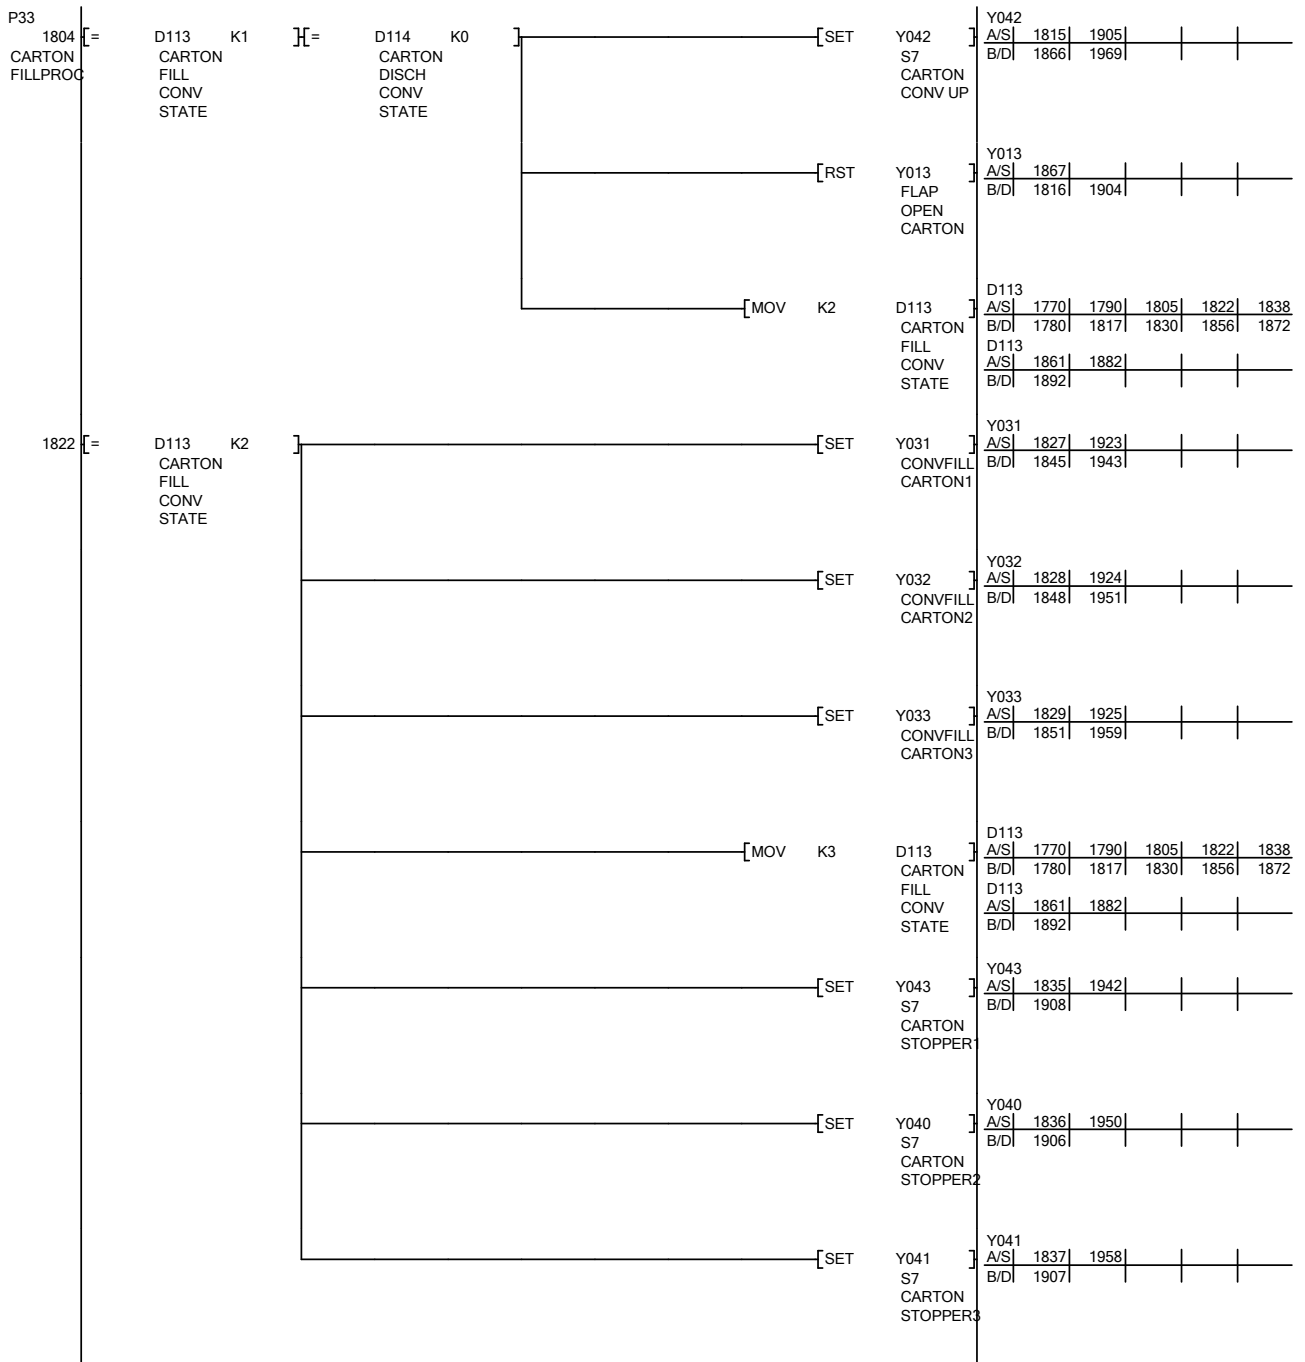 P33
1804 [= D113 K1 ] [= D114 K0 ] [SET Y042 ] Y042
A/S 1815 1905
B/D 1866 1969
CARTON FILLPROC
CARTON FILL CONV STATE
CARTON DISCH CONV STATE
S7 CARTON CONV UP
[RST Y013 ] Y013
A/S 1867
B/D 1816 1904
FLAP OPEN CARTON
[MOV K2 D113 ] D113
A/S 1770 1790 1805 1822 1838
B/D 1780 1817 1830 1856 1872
D113
A/S 1861 1882
B/D 1892
CARTON FILL CONV STATE
1822 [= D113 K2 ] [SET Y031 ] Y031
A/S 1827 1923
B/D 1845 1943
CARTON FILL CONV STATE
CONVFILL CARTON1
[SET Y032 ] Y032
A/S 1828 1924
B/D 1848 1951
CONVFILL CARTON2
[SET Y033 ] Y033
A/S 1829 1925
B/D 1851 1959
CONVFILL CARTON3
[MOV K3 D113 ] D113
A/S 1770 1790 1805 1822 1838
B/D 1780 1817 1830 1856 1872
D113
A/S 1861 1882
B/D 1892
CARTON FILL CONV STATE
[SET Y043 ] Y043
A/S 1835 1942
B/D 1908
S7 CARTON STOPPER1
[SET Y040 ] Y040
A/S 1836 1950
B/D 1906
S7 CARTON STOPPER2
[SET Y041 ] Y041
A/S 1837 1958
B/D 1907
S7 CARTON STOPPER3